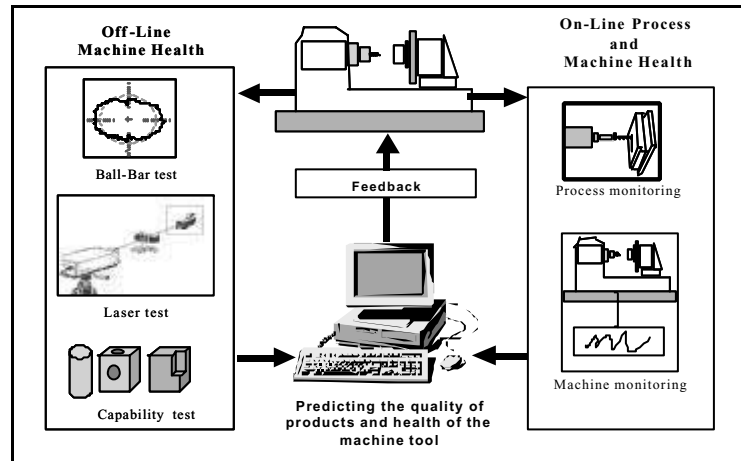 Off-Line
Machine Health
Ball-Bar test
Laser test
Capability test
Feedback
Predicting the quality of
products and health of the
machine tool
On-Line Process
and
Machine Health
Process monitoring
Machine monitoring